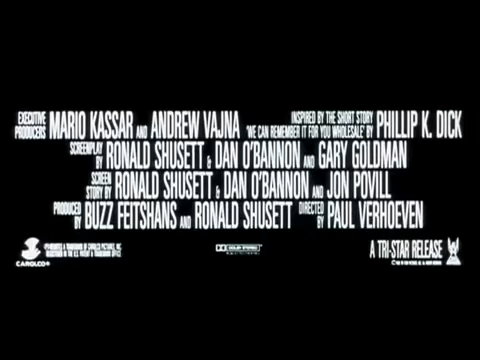 EXECUTIVE PRODUCERS MARIO KASSAR AND ANDREW VAJNA INSPIRED BY THE SHORT STORY "WE CAN REMEMBER IT FOR YOU WHOLESALE" BY PHILLIP K. DICK
SCREENPLAY BY RONALD SHUSETT & DAN O'BANNON AND GARY GOLDMAN
SCREEN STORY BY RONALD SHUSETT & DAN O'BANNON AND JON POVILL
PRODUCED BY BUZZ FEITSHANS AND RONALD SHUSETT DIRECTED BY PAUL VERHOEVEN
CAROLCO
DOLBY STEREO
A TRI-STAR RELEASE